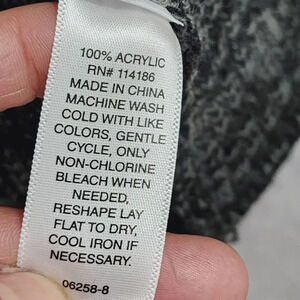 100% ACRYLIC
RN# 114186
MADE IN CHINA
MACHINE WASH
COLD WITH LIKE
COLORS, GENTLE
CYCLE, ONLY
NON-CHLORINE
BLEACH WHEN
NEEDED,
RESHAPE LAY
FLAT TO DRY,
COOL IRON IF
NECESSARY.
06258-8